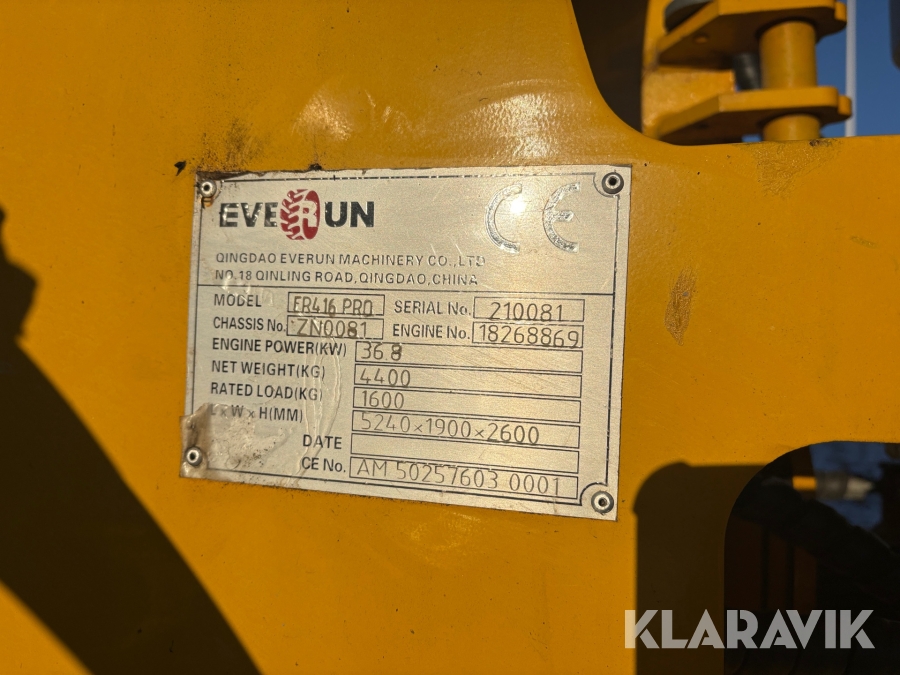 EVERUN CE
QINGDAO EVERUN MACHINERY CO.,LTD
NO.18 QINLING ROAD,QINGDAO,CHINA
MODEL ER416 PRO SERIAL No. 210081
CHASSIS No. ZN0081 ENGINE No. 18268869
ENGINE POWER(KW) 36.8
NET WEIGHT(KG) 4400
RATED LOAD(KG) 1600
L×W×H(MM) 5240×1900×2600
DATE
CE No. AM 50257603 0001
KLARAVIK